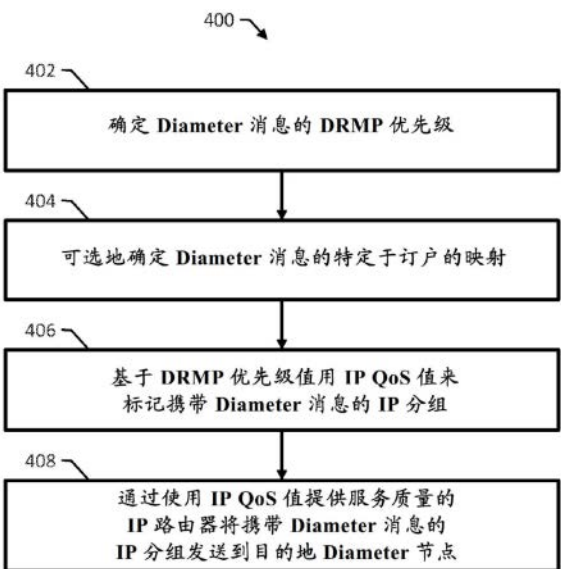 400
402
确定 Diameter 消息的 DRMP 优先级
404
可选地确定 Diameter 消息的特定于订户的映射
406
基于 DRMP 优先级值用 IP QoS 值来
标记携带 Diameter 消息的 IP 分组
408
通过使用 IP QoS 值提供服务质量的
IP 路由器将携带 Diameter 消息的
IP 分组发送到目的地 Diameter 节点